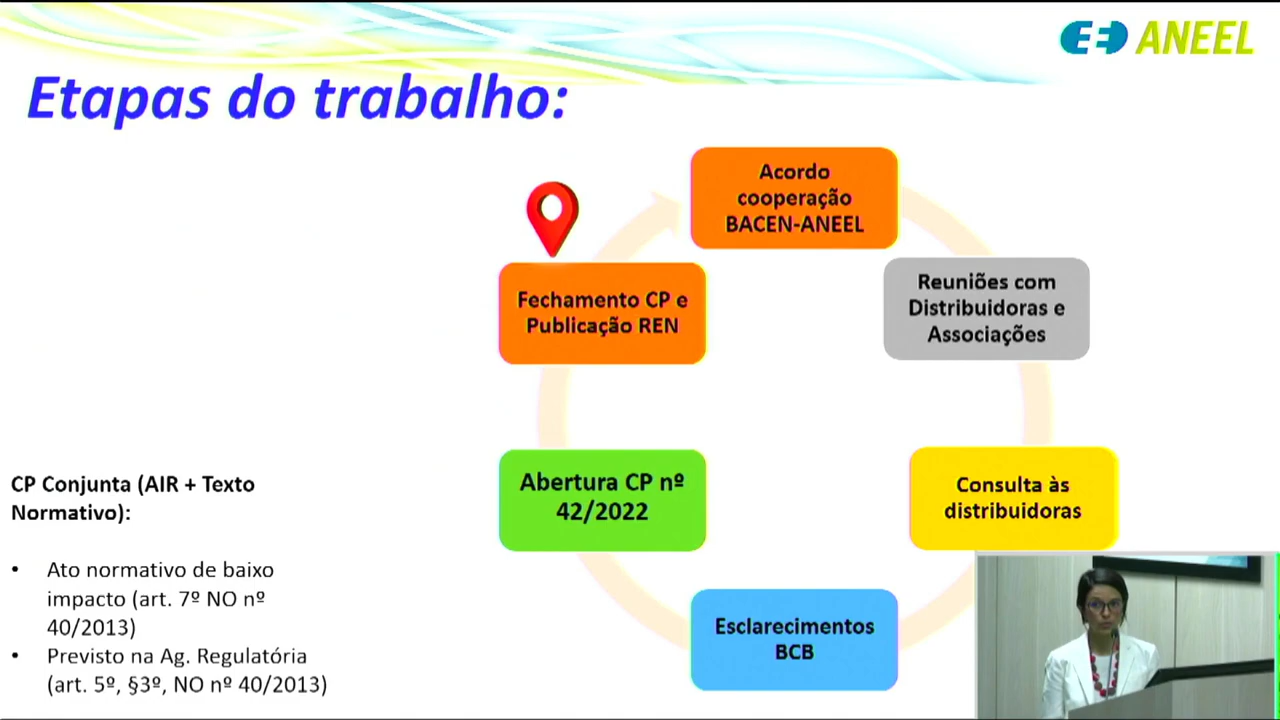 ANEEL
Etapas do trabalho:
Acordo
cooperação
BACEN-ANEEL
Reuniões com
Distribuidoras e
Associações
Consulta às
distribuidoras
Esclarecimentos
BCB
Abertura CP nº
42/2022
Fechamento CP e
Publicação REN
CP Conjunta (AIR + Texto
Normativo):
• Ato normativo de baixo
impacto (art. 7º NO nº
40/2013)
• Previsto na Ag. Regulatória
(art. 5º, §3º, NO nº 40/2013)